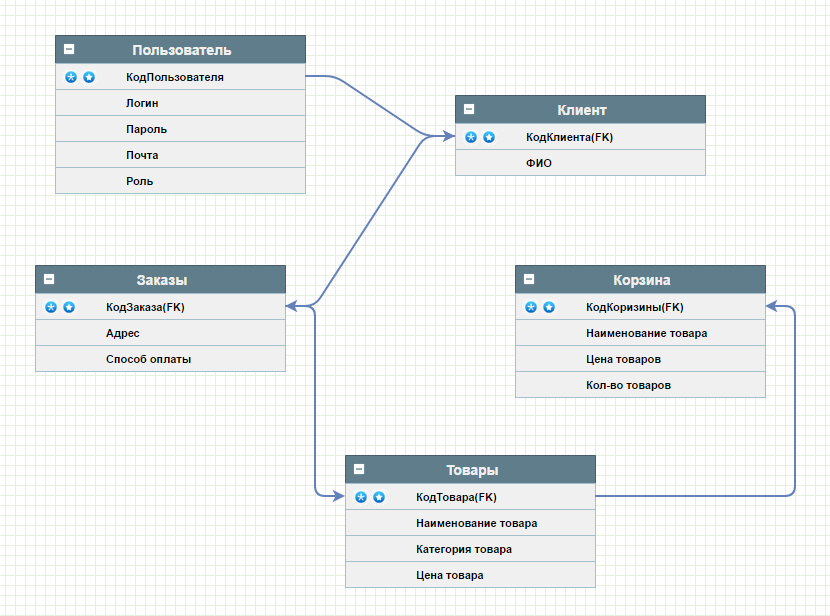 Пользователь
КодПользователя
Логин
Пароль
Почта
Роль
Клиент
КодКлиента(FK)
ФИО
Заказы
КодЗаказа(FK)
Адрес
Способ оплаты
Корзина
КодКоризины(FK)
Наименование товара
Цена товаров
Кол-во товаров
Товары
КодТовара(FK)
Наименование товара
Категория товара
Цена товара